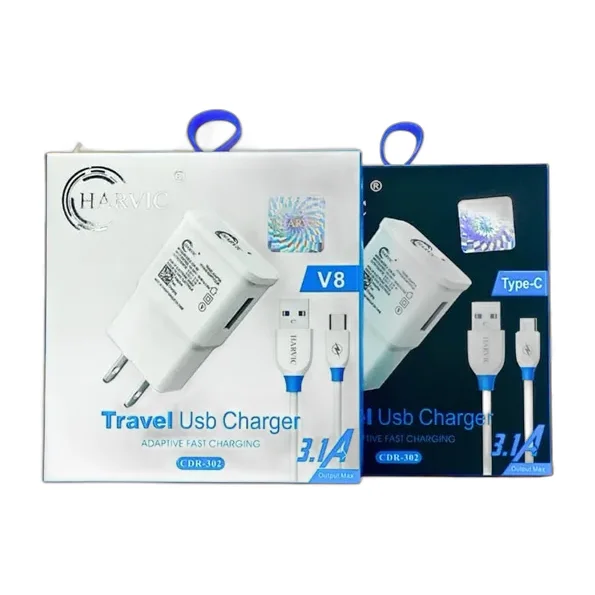 HARVIC
®
V8
HARVIC
Travel Usb Charger
ADAPTIVE FAST CHARGING
CDR-302
3.1A
Output Max
®
Type-C
HARVIC
el Usb Charger
ADAPTIVE FAST CHARGING
CDR-302
3.1A
Output Max